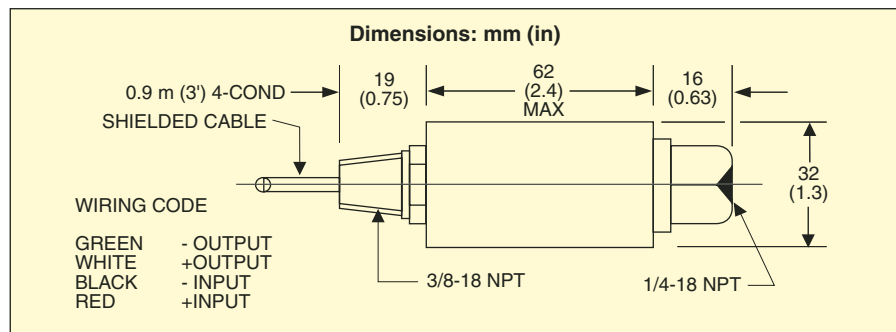 Dimensions: mm (in)
0.9 m (3') 4-COND
SHIELDED CABLE
19
(0.75)
62
(2.4)
MAX
16
(0.63)
32
(1.3)
WIRING CODE
GREEN - OUTPUT
WHITE +OUTPUT
BLACK - INPUT
RED +INPUT
3/8-18 NPT
1/4-18 NPT